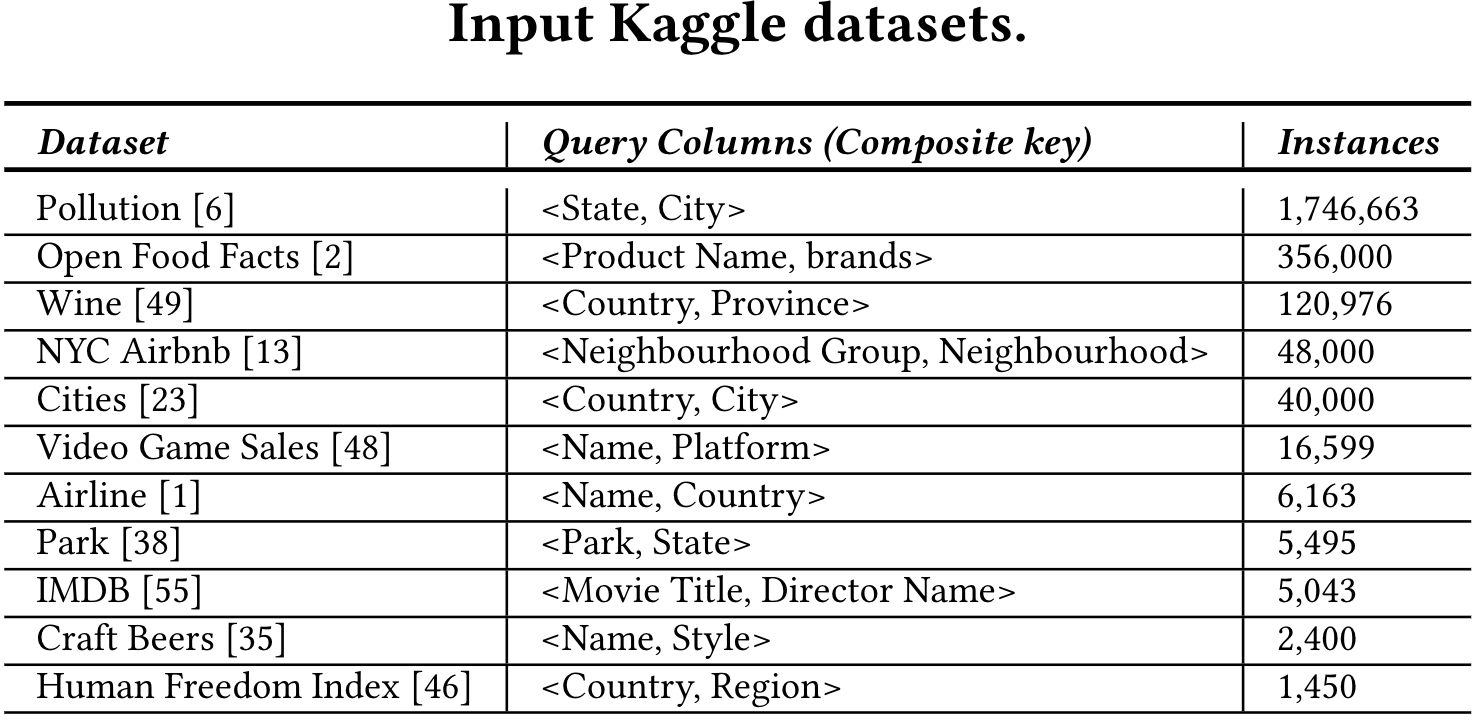 Input Kaggle datasets.
Dataset Query Columns (Composite key) Instances
Pollution [6] <State, City> 1,746,663
Open Food Facts [2] <Product Name, brands> 356,000
Wine [49] <Country, Province> 120,976
NYC Airbnb [13] <Neighbourhood Group, Neighbourhood> 48,000
Cities [23] <Country, City> 40,000
Video Game Sales [48] <Name, Platform> 16,599
Airline [1] <Name, Country> 6,163
Park [38] <Park, State> 5,495
IMDB [55] <Movie Title, Director Name> 5,043
Craft Beers [35] <Name, Style> 2,400
Human Freedom Index [46] <Country, Region> 1,450